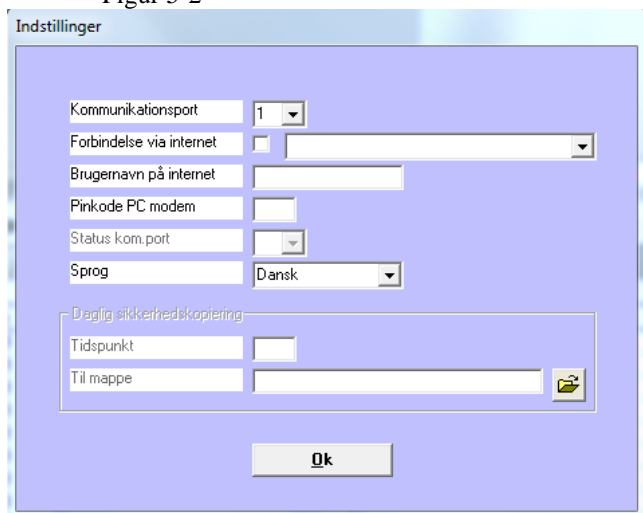 Figur 3-2
Indstillinger
Kommunikationsport 1
Forbindelse via internet
Brugernavn på internet
Pinkode PC modem
Status kom.port
Sprog Dansk
Daglig sikkerhedskopiering
Tidspunkt
Til mappe
Ok